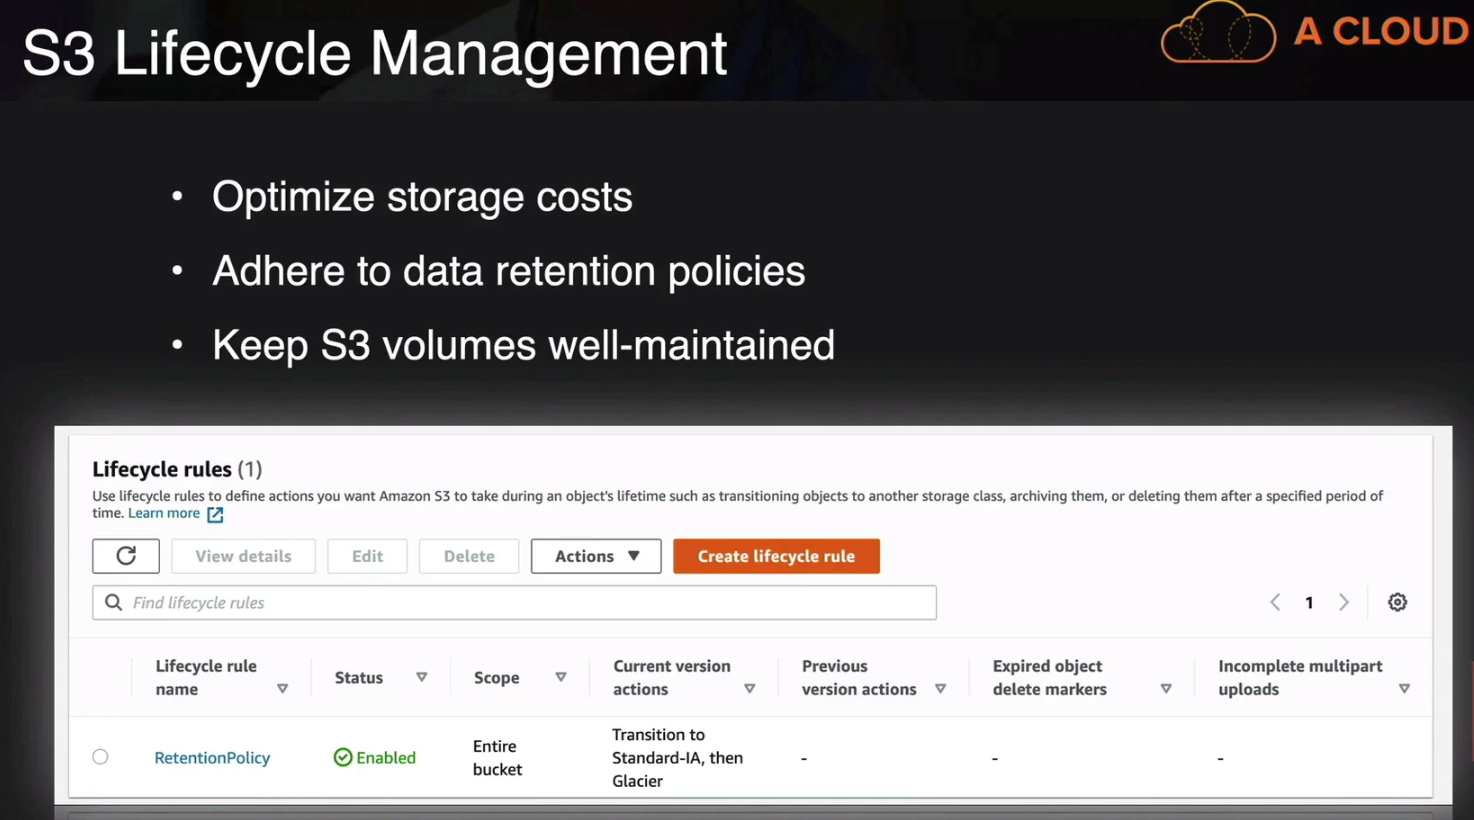 S3 Lifecycle Management
A CLOUD
• Optimize storage costs
• Adhere to data retention policies
• Keep S3 volumes well-maintained
Lifecycle rules (1)
Use lifecycle rules to define actions you want Amazon S3 to take during an object's lifetime such as transitioning objects to another storage class, archiving them, or deleting them after a specified period of
time. Learn more
View details Edit Delete Actions Create lifecycle rule
Find lifecycle rules
1
Lifecycle rule name
Status
Scope
Current version actions
Previous version actions
Expired object delete markers
Incomplete multipart uploads
RetentionPolicy
Enabled
Entire bucket
Transition to Standard-IA, then Glacier
-
-
-